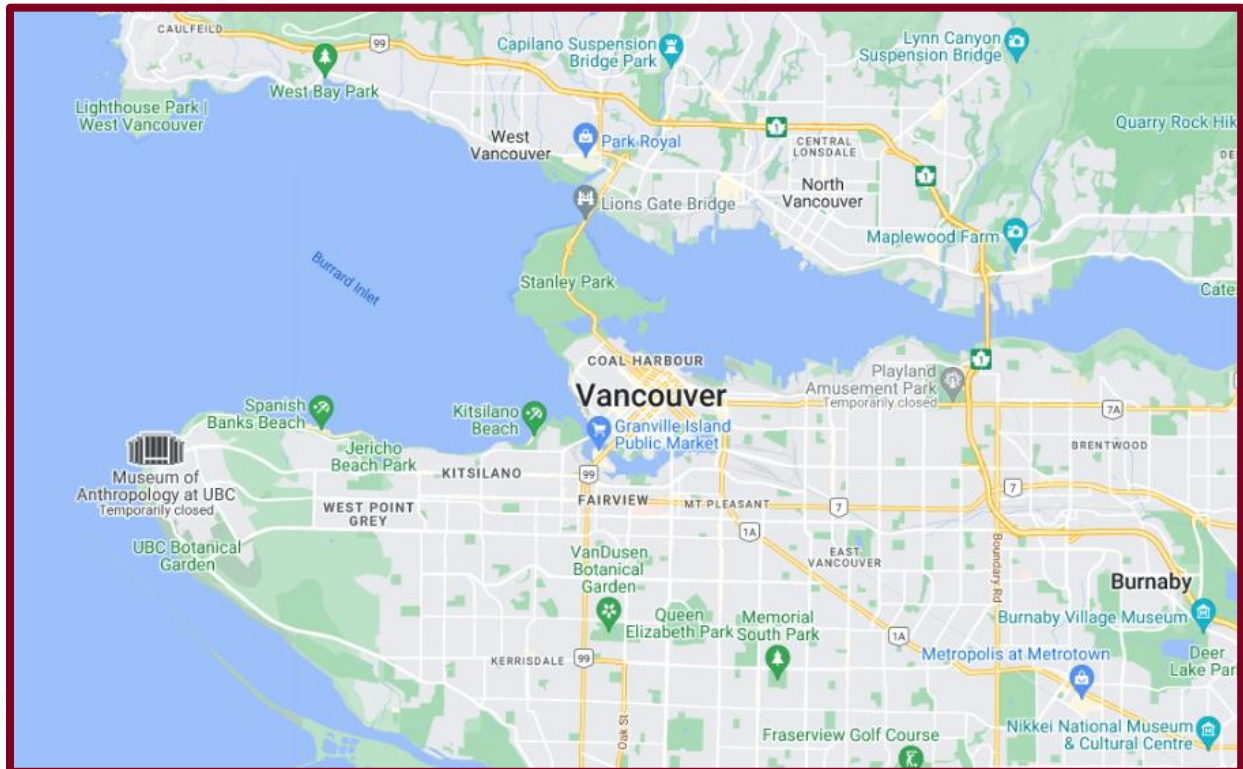 CAULFEILD
99
Capilano Suspension
Bridge Park
Lynn Canyon
Suspension Bridge
West Bay Park
Lighthouse Park |
West Vancouver
West
Vancouver
Park Royal
1
CENTRAL
LONSDALE
Quarry Rock Hik
DE
1
North
Vancouver
Lions Gate Bridge
Maplewood Farm
Burrard Inlet
Stanley Park
Cate
COAL HARBOUR
1
Playland
Amusement Park
Temporarily closed
Vancouver
7A
Spanish
Banks Beach
Kitsilano
Beach
Granville Island
Public Market
Jericho
Beach Park
BRENTWOOD
Museum of
Anthropology at UBC
Temporarily closed
KITSILANO
99
7
WEST POINT
GREY
FAIRVIEW
MT PLEASANT
7
1A
UBC Botanical
Garden
VanDusen
Botanical
Garden
EAST
VANCOUVER
Boundary Rd
Burnaby
Queen
Elizabeth Park
Memorial
South Park
Burnaby Village Museum
1A
KERRISDALE
99
Metropolis at Metrotown
Deer
Lake Par
Oak St
Fraserview Golf Course
Nikkei National Museum
& Cultural Centre